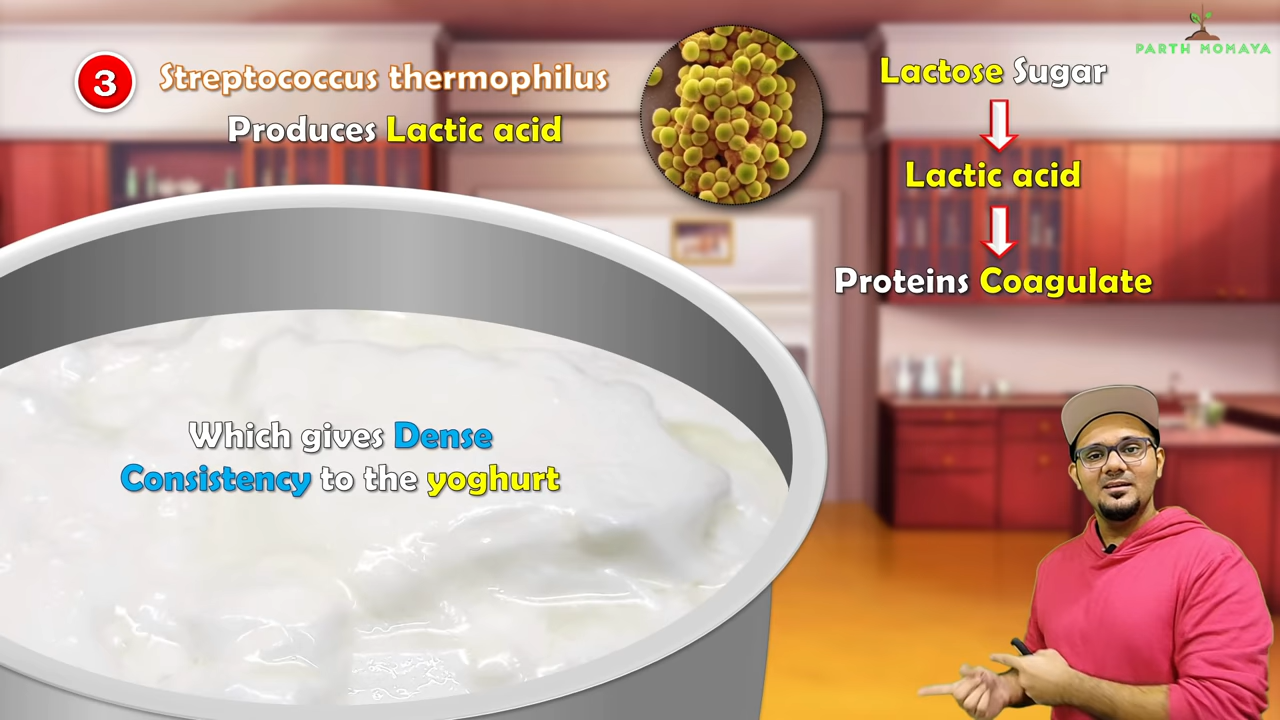 3
Streptococcus thermophilus
Produces Lactic acid
Lactose Sugar
Lactic acid
Proteins Coagulate
Which gives Dense
Consistency to the yoghurt
PARTH MOMAYA